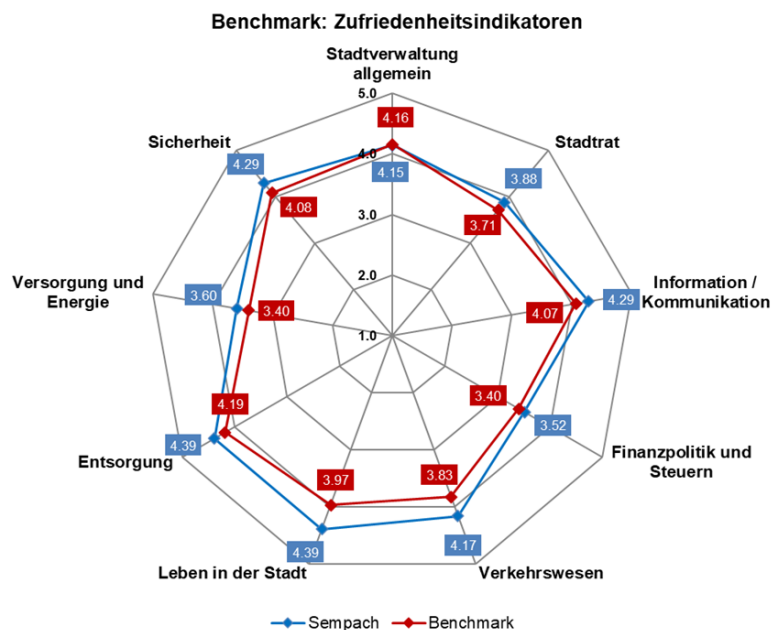 Benchmark: Zufriedenheitsindikatoren
Stadtverwaltung
allgemein
5.0
4.16
Sicherheit
Stadtrat
4.29
4.0
4.15
3.88
4.08
3.71
3.0
Versorgung und
Energie
3.60
3.40
2.0
1.0
4.07
4.29
Information /
Kommunikation
4.19
3.40
3.52
4.39
Entsorgung
Finanzpolitik und
Steuern
3.97
3.83
4.39
4.17
Leben in der Stadt
Verkehrswesen
Sempach
Benchmark